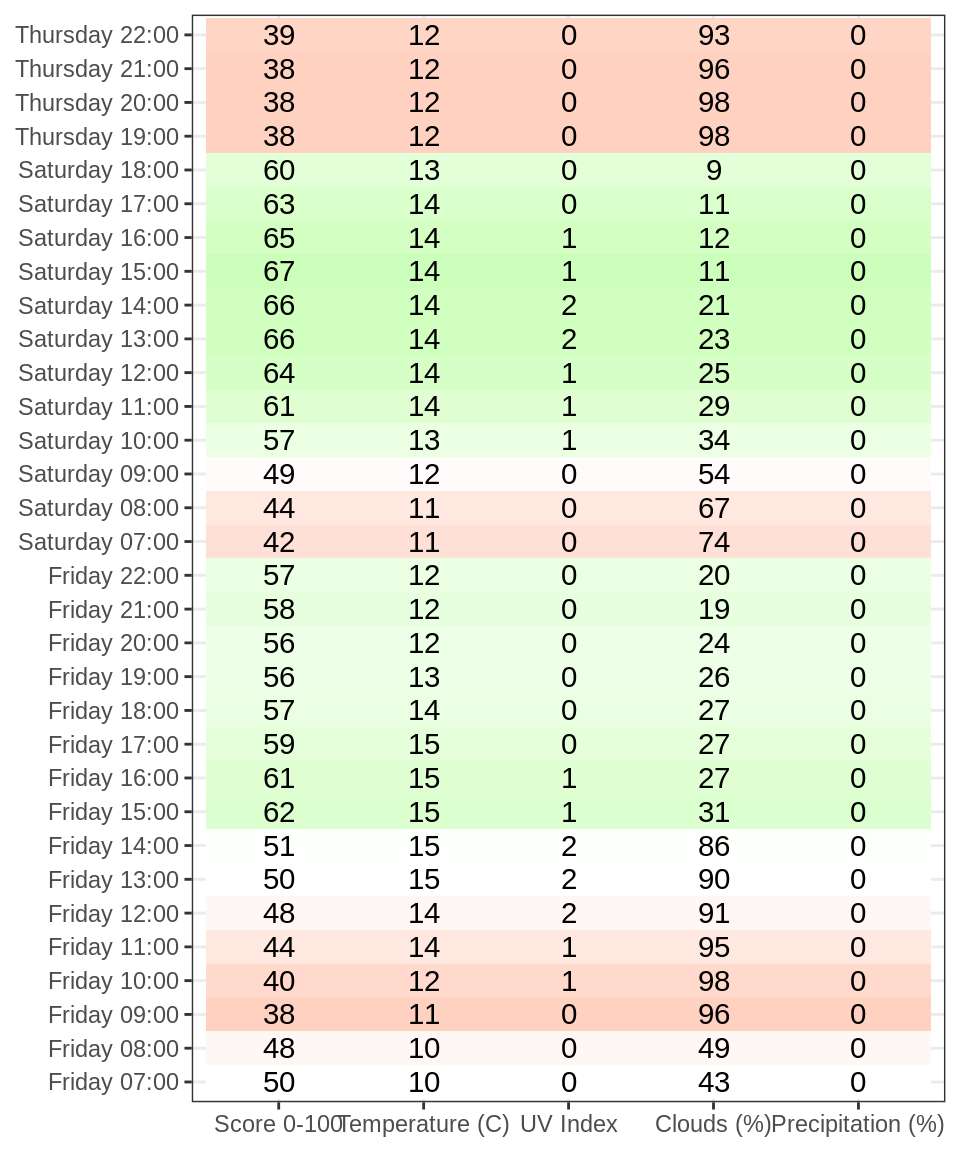 Thursday 22:00 39 12 0 93 0
Thursday 21:00 38 12 0 96 0
Thursday 20:00 38 12 0 98 0
Thursday 19:00 38 12 0 98 0
Saturday 18:00 60 13 0 9 0
Saturday 17:00 63 14 0 11 0
Saturday 16:00 65 14 1 12 0
Saturday 15:00 67 14 1 11 0
Saturday 14:00 66 14 2 21 0
Saturday 13:00 66 14 2 23 0
Saturday 12:00 64 14 1 25 0
Saturday 11:00 61 14 1 29 0
Saturday 10:00 57 13 1 34 0
Saturday 09:00 49 12 0 54 0
Saturday 08:00 44 11 0 67 0
Saturday 07:00 42 11 0 74 0
Friday 22:00 57 12 0 20 0
Friday 21:00 58 12 0 19 0
Friday 20:00 56 12 0 24 0
Friday 19:00 56 13 0 26 0
Friday 18:00 57 14 0 27 0
Friday 17:00 59 15 0 27 0
Friday 16:00 61 15 1 27 0
Friday 15:00 62 15 1 31 0
Friday 14:00 51 15 2 86 0
Friday 13:00 50 15 2 90 0
Friday 12:00 48 14 2 91 0
Friday 11:00 44 14 1 95 0
Friday 10:00 40 12 1 98 0
Friday 09:00 38 11 0 96 0
Friday 08:00 48 10 0 49 0
Friday 07:00 50 10 0 43 0
Score 0-100 Temperature (C) UV Index Clouds (%) Precipitation (%)